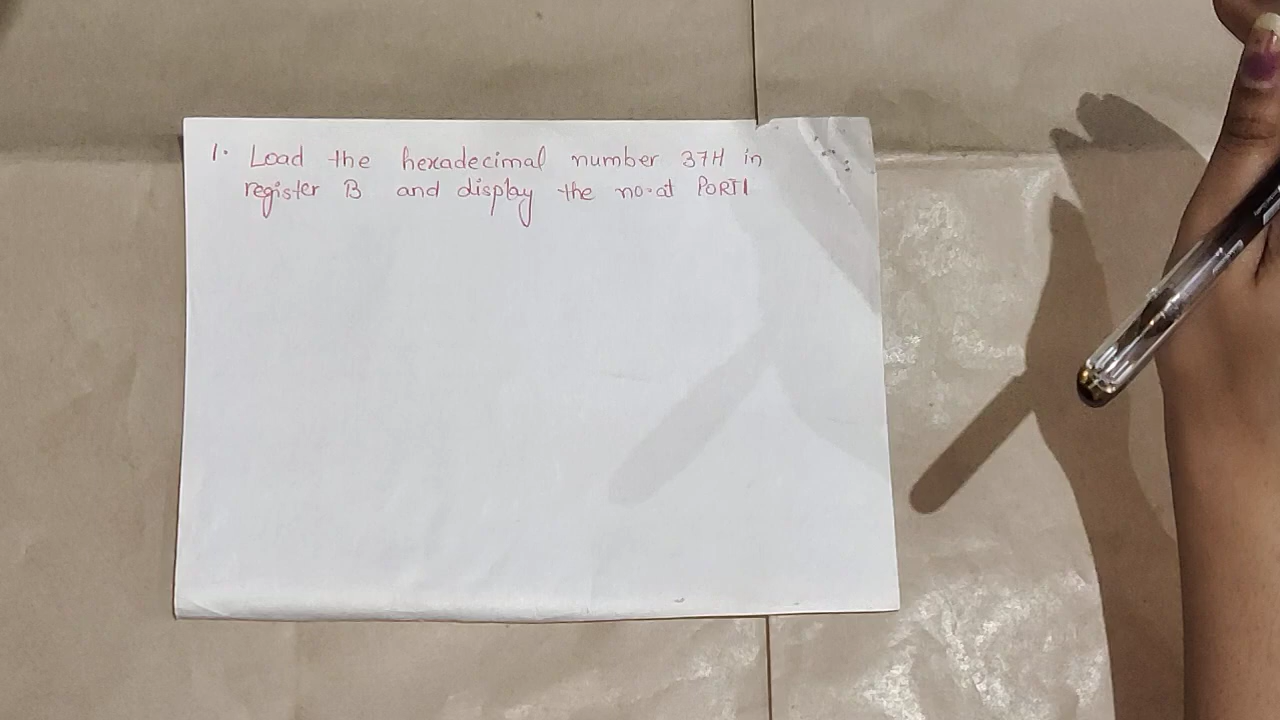 1. Load the hexadecimal number 37H in
register B and display the no. at PORT1